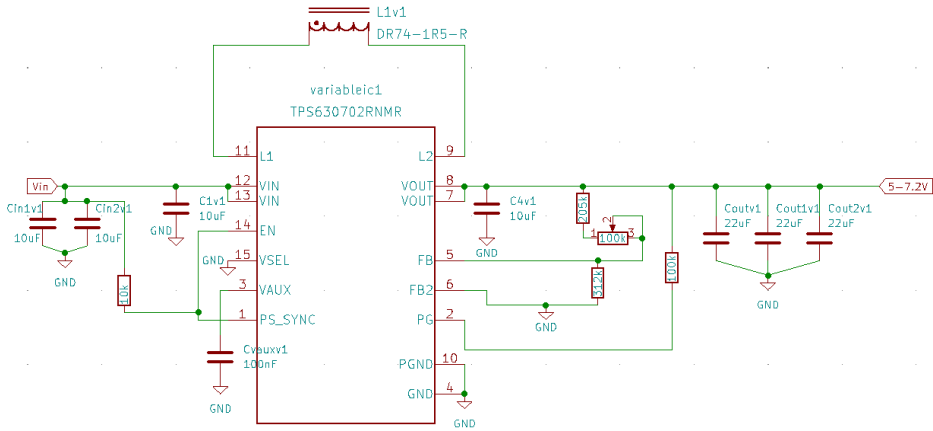 L1v1
DR74-1R5-R
variableic1
TPS630702RNMR
11
L1
L2
9
Vin
12
VIN
VOUT
8
5-7.2V
13
VIN
VOUT
7
Cin1v1
10uF
Cin2v1
10uF
C1v1
10uF
GND
C4v1
10uF
GND
205k
1
2
3
100k
Coutv1
22uF
Cout1v1
22uF
Cout2v1
22uF
14
EN
GND
15
VSEL
FB
5
312k
100k
GND
GND
10k
3
VAUX
FB2
6
GND
1
PS_SYNC
PG
2
Cvauxv1
100nF
GND
PGND
10
GND
4
GND